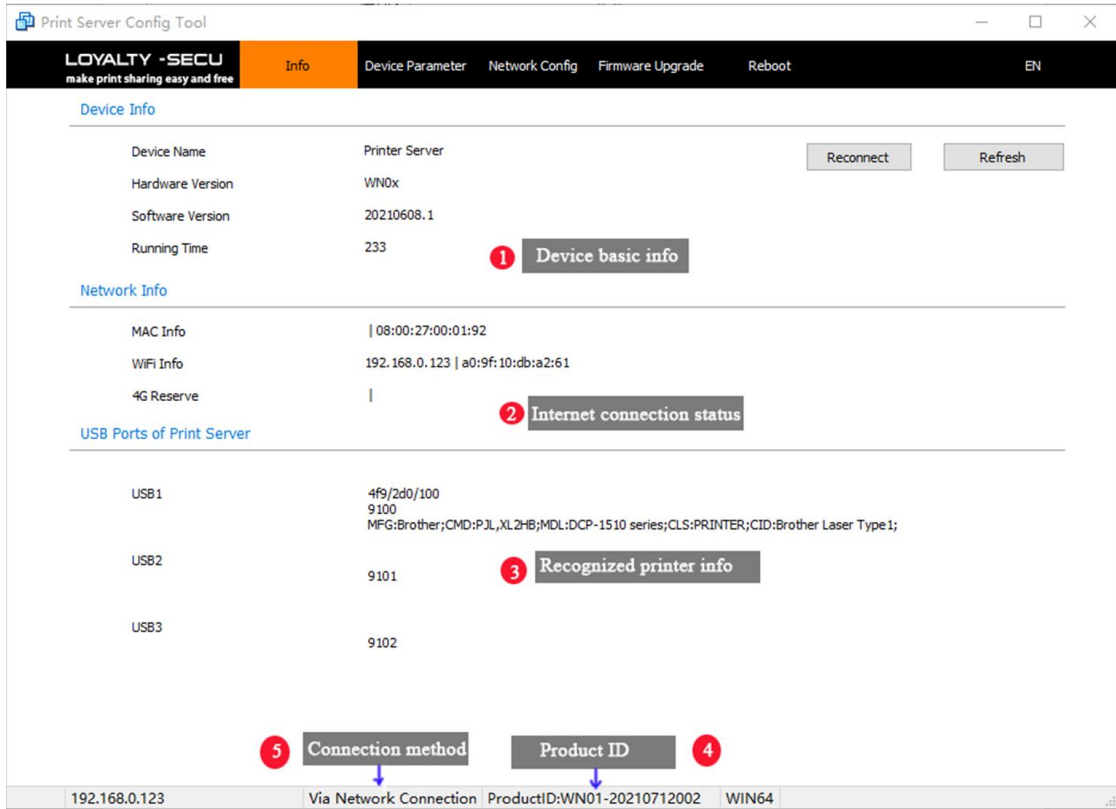 Print Server Config Tool
LOYALTY -SECU
make print sharing easy and free
Info Device Parameter Network Config Firmware Upgrade Reboot EN
Device Info
Device Name Printer Server Reconnect Refresh
Hardware Version WN0x
Software Version 20210608.1
Running Time 233
1 Device basic info
Network Info
MAC Info | 08:00:27:00:01:92
WiFi Info 192.168.0.123 | a0:9f:10:db:a2:61
4G Reserve |
2 Internet connection status
USB Ports of Print Server
USB1 4f9/2d0/100
9100
MFG:Brother;CMD:PJL,XL2HB;MDL:DCP-1510 series;CLS:PRINTER;CID:Brother Laser Type1;
USB2
9101
3 Recognized printer info
USB3
9102
5 Connection method Product ID 4
192.168.0.123 Via Network Connection ProductID:WN01-20210712002 WIN64